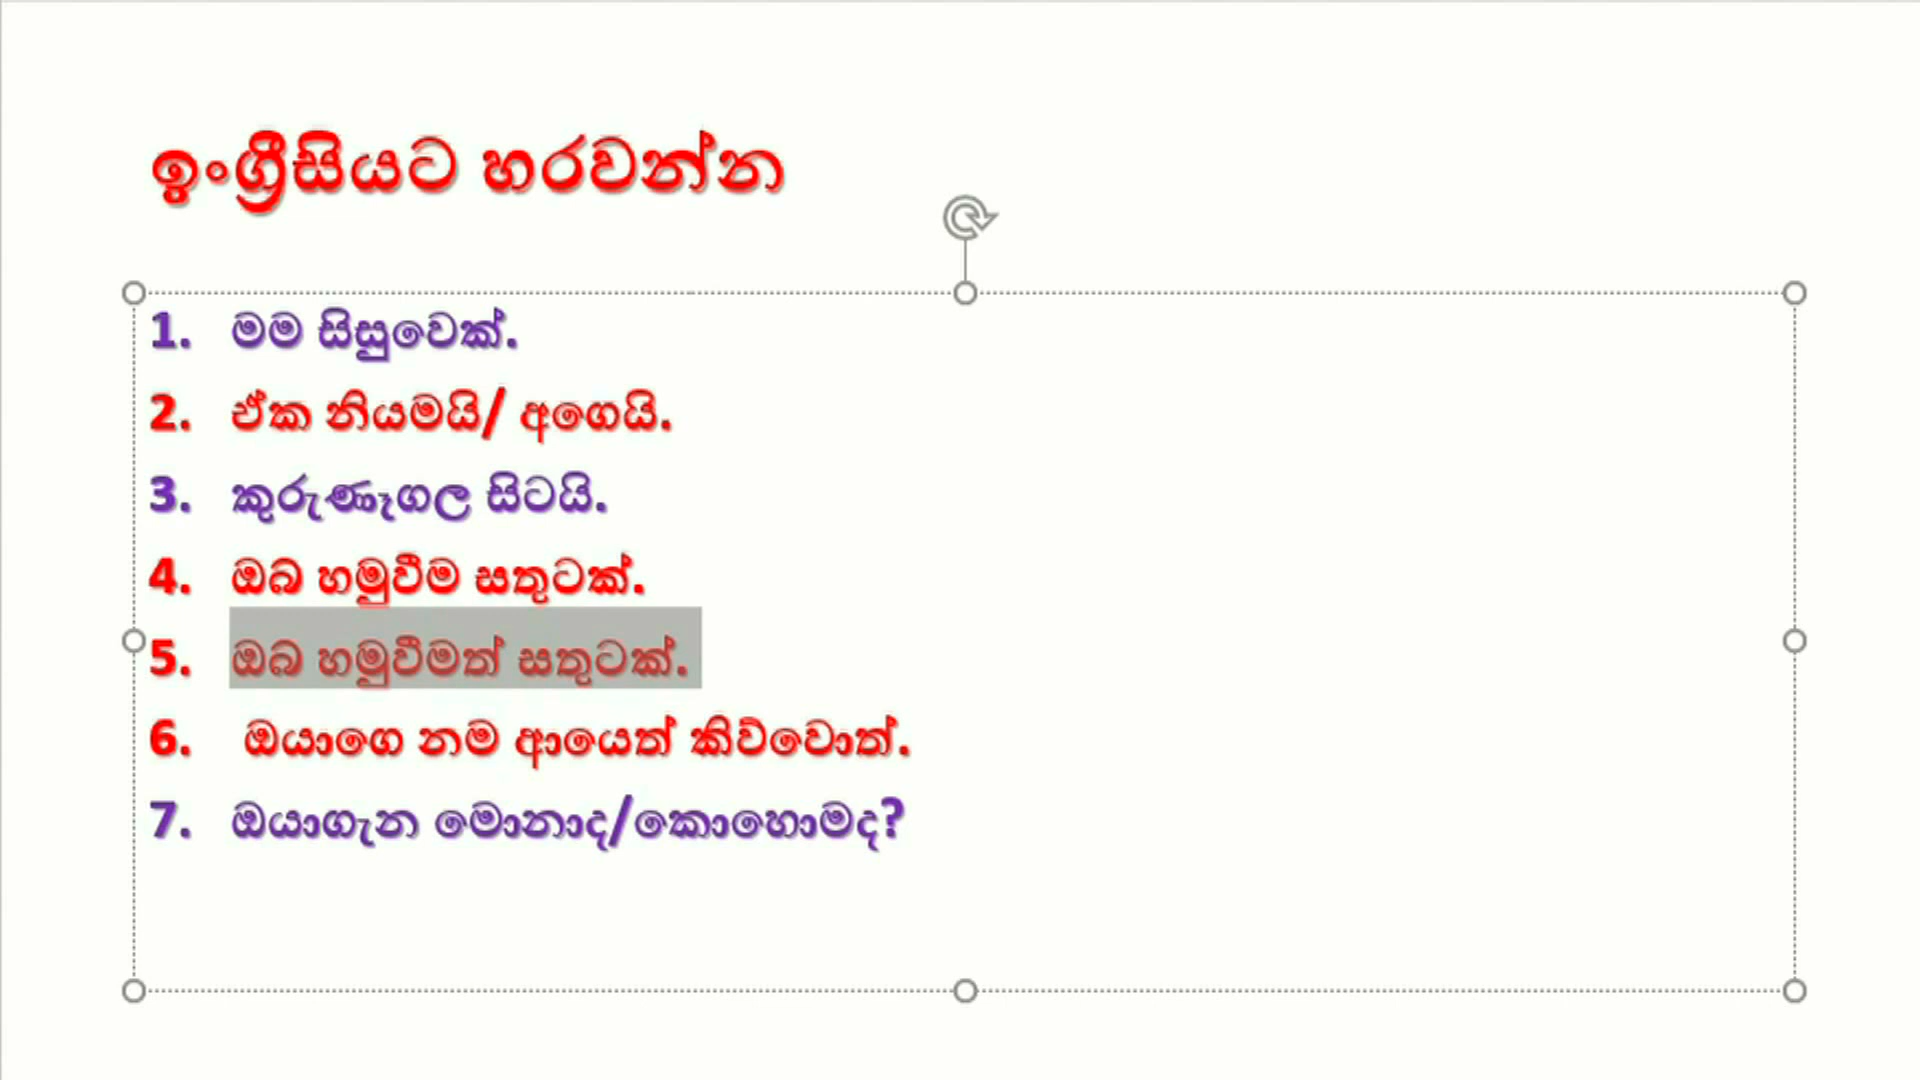 ඉංග්‍රීසියට හරවන්න
1. මම සිසුවෙක්.
2. ඒක නියමයි/ අගෙයි.
3. කුරුණෑගල සිටයි.
4. ඔබ හමුවීම සතුටක්.
5. ඔබ හමුවීමත් සතුටක්.
6. ඔයාගෙ නම ආයෙත් කිව්වොත්.
7. ඔයාගැන මොනාද/කොහොමද?